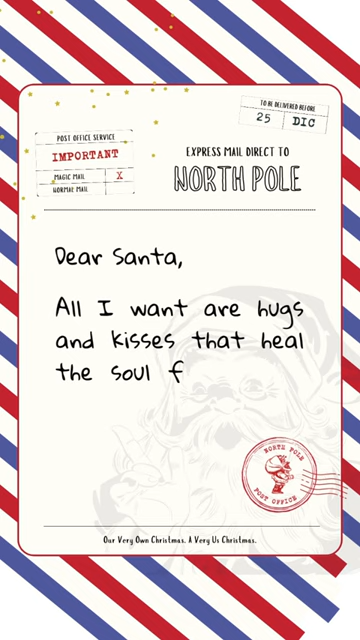 TO BE DELIVERED BEFORE
25 DIC
POST OFFICE SERVICE
IMPORTANT
MAGIC MAIL X
NORMAL MAIL
EXPRESS MAIL DIRECT TO
NORTH POLE
Dear Santa,
All I want are hugs
and kisses that heal
the soul f
NORTH POLE
POST OFFICE
Our Very Own Christmas. A Very Us Christmas.